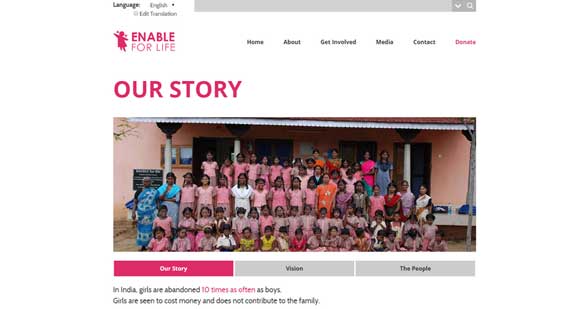 Language: English ▼
Edit Translation
ENABLE
FOR LIFE
Home About Get Involved Media Contact Donate
OUR STORY
Our Story Vision The People
In India, girls are abandoned 10 times as often as boys.
Girls are seen to cost money and does not contribute to the family.